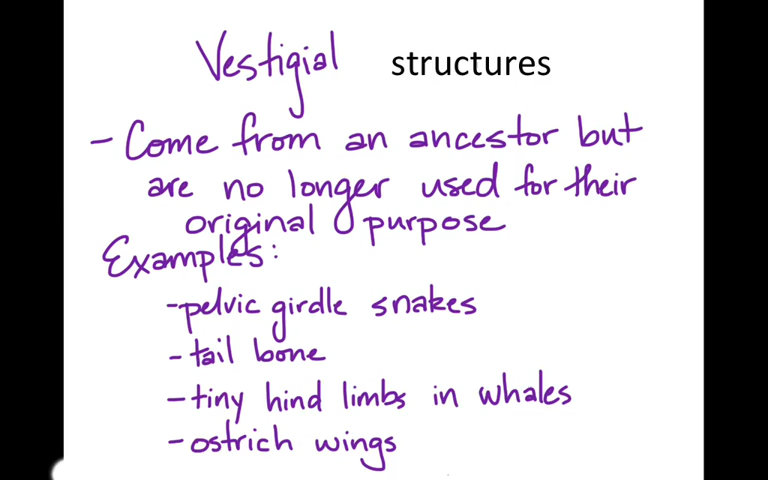 Vestigial structures
- Come from an ancestor but
are no longer used for their
original purpose
Examples:
- pelvic girdle snakes
- tail bone
- tiny hind limbs in whales
- ostrich wings